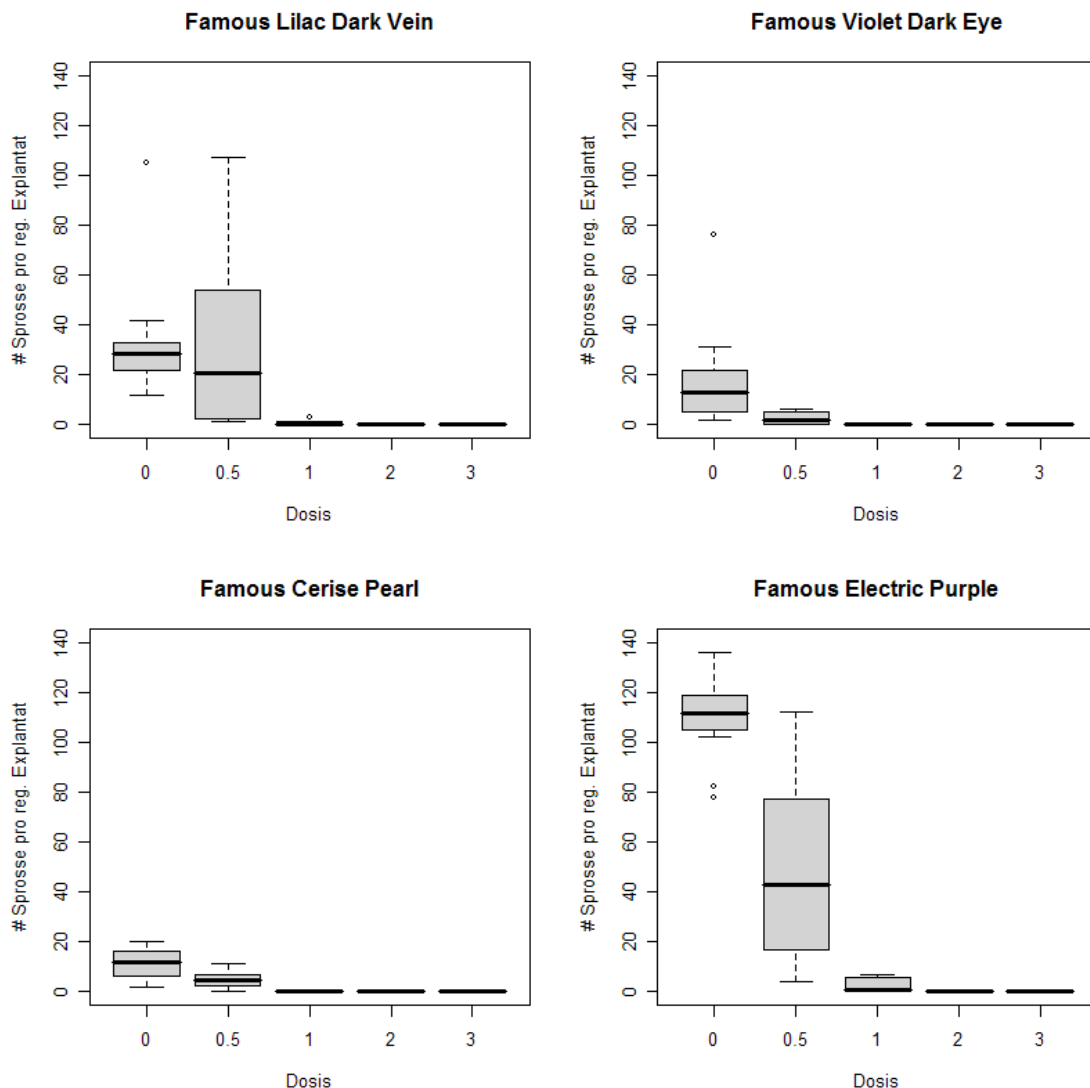 Famous Lilac Dark Vein
# Sprosse pro reg. Explantat
0 20 40 60 80 100 120 140
0 0.5 1 2 3
Dosis
Famous Violet Dark Eye
# Sprosse pro reg. Explantat
0 20 40 60 80 100 120 140
0 0.5 1 2 3
Dosis
Famous Cerise Pearl
# Sprosse pro reg. Explantat
0 20 40 60 80 100 120 140
0 0.5 1 2 3
Dosis
Famous Electric Purple
# Sprosse pro reg. Explantat
0 20 40 60 80 100 120 140
0 0.5 1 2 3
Dosis